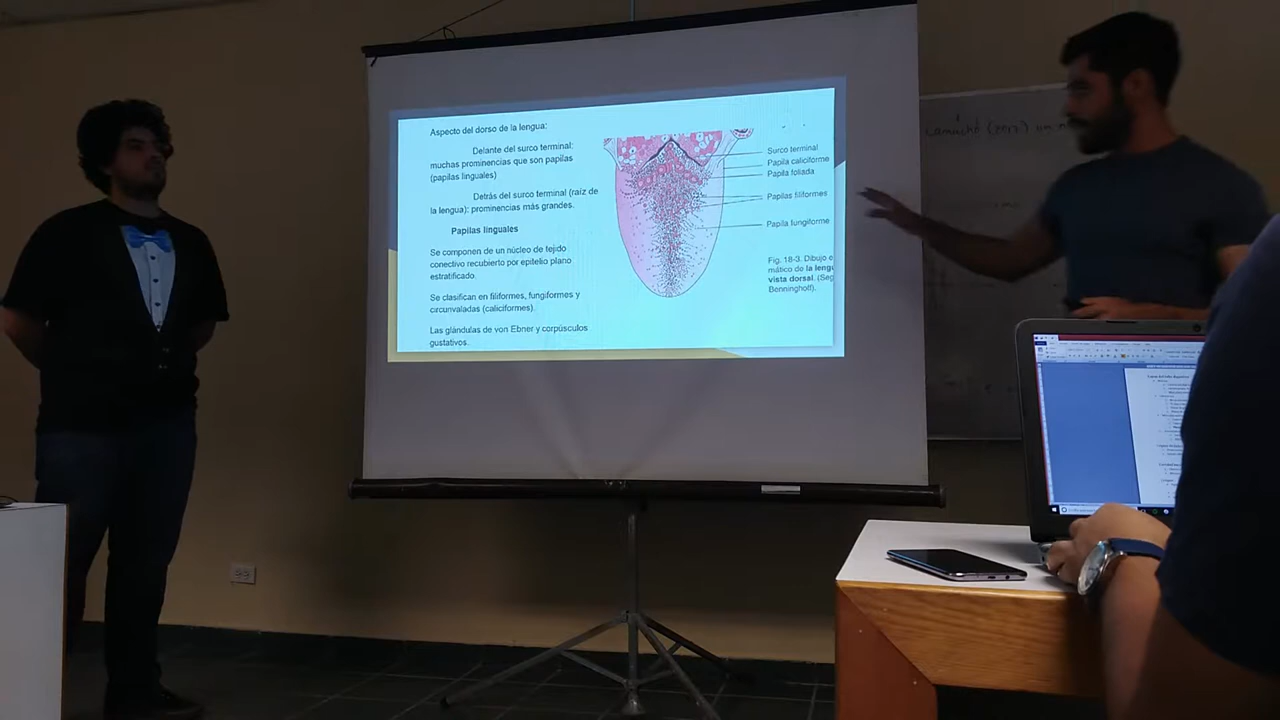 Aspecto del dorso de la lengua:
Delante del surco terminal:
muchas prominencias que son papilas
(papilas linguales)
Detrás del surco terminal (raíz de
la lengua): prominencias más grandes.
Papilas linguales
Se componen de un núcleo de tejido
conectivo recubierto por epitelio plano
estratificado.
Se clasifican en filiformes, fungiformes y
circunvaladas (caliciformes).
Las glándulas de von Ebner y corpúsculos
gustativos.
Surco terminal
Papila caliciforme
Papila foliada
Papilas filiformes
Papila fungiforme
Fig. 18-3. Dibujo e
mático de la leng
vista dorsal. (Seg
Benninghoff).
(2017) un